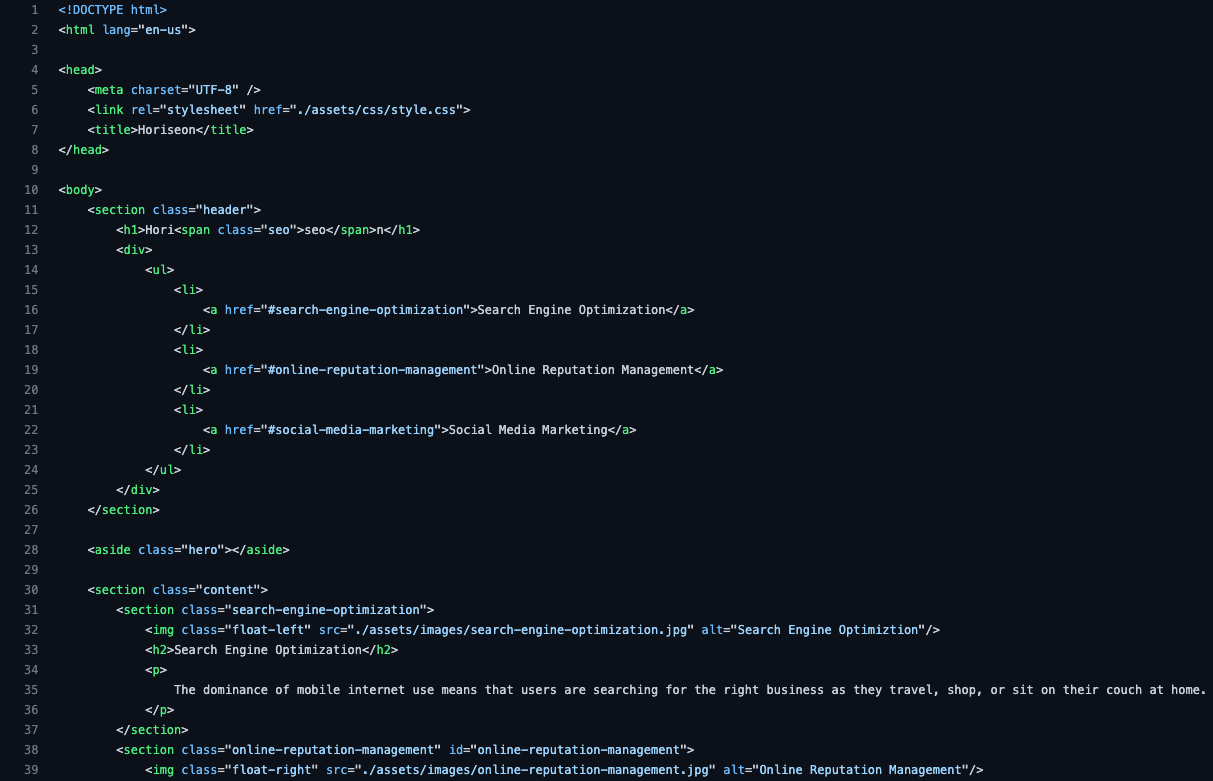 1 <!DOCTYPE html>
2 <html lang="en-us">
3
4 <head>
5     <meta charset="UTF-8" />
6     <link rel="stylesheet" href="./assets/css/style.css">
7     <title>Horiseon</title>
8 </head>
9
10 <body>
11     <section class="header">
12         <h1>Hori<span class="seo">seo</span>n</h1>
13         <div>
14             <ul>
15                 <li>
16                     <a href="#search-engine-optimization">Search Engine Optimization</a>
17                 </li>
18                 <li>
19                     <a href="#online-reputation-management">Online Reputation Management</a>
20                 </li>
21                 <li>
22                     <a href="#social-media-marketing">Social Media Marketing</a>
23                 </li>
24             </ul>
25         </div>
26     </section>
27
28     <aside class="hero"></aside>
29
30     <section class="content">
31         <section class="search-engine-optimization">
32             <img class="float-left" src="./assets/images/search-engine-optimization.jpg" alt="Search Engine Optimiztion"/>
33             <h2>Search Engine Optimization</h2>
34             <p>
35                 The dominance of mobile internet use means that users are searching for the right business as they travel, shop, or sit on their couch at home.
36             </p>
37         </section>
38         <section class="online-reputation-management" id="online-reputation-management">
39             <img class="float-right" src="./assets/images/online-reputation-management.jpg" alt="Online Reputation Management"/>